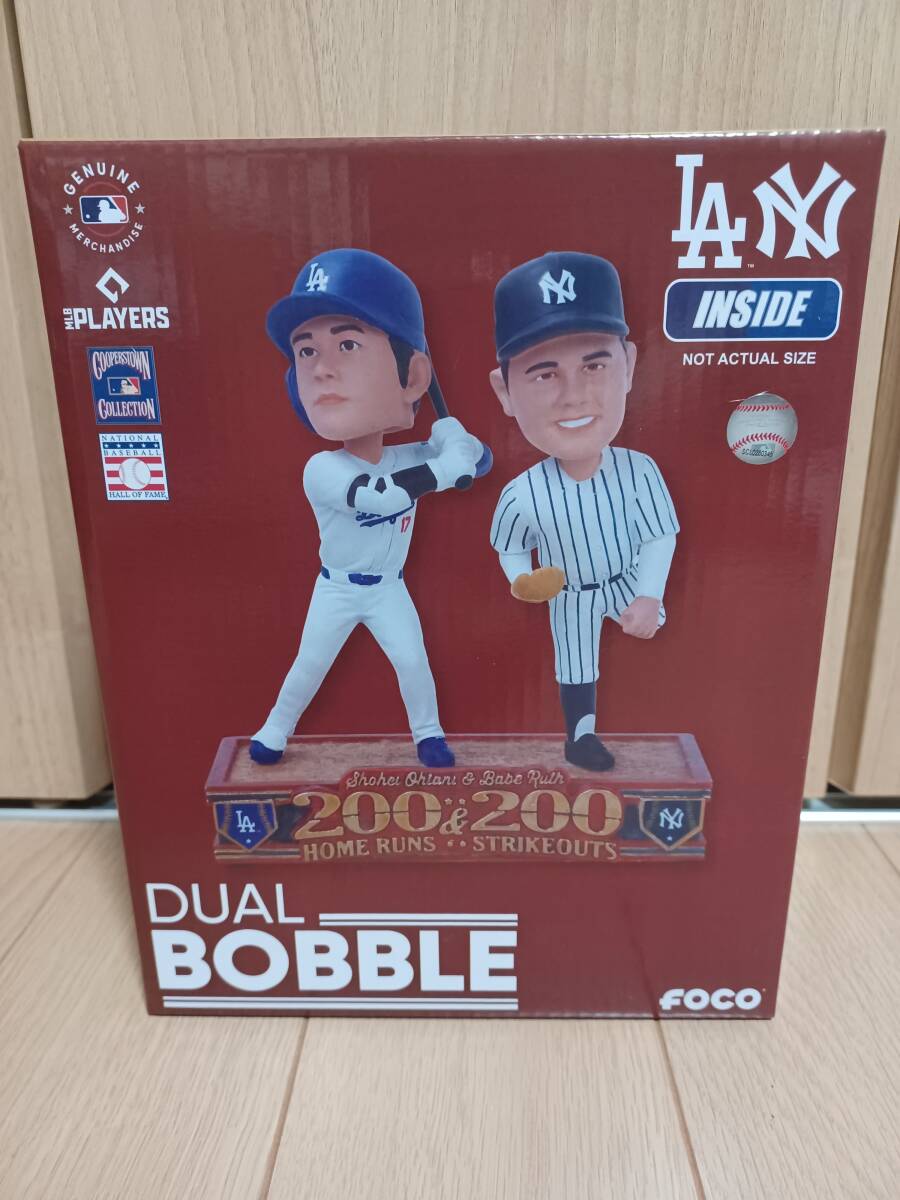 GENUINE
MERCHANDISE
MLB PLAYERS
COOPERSTOWN
COLLECTION
NATIONAL
BASEBALL
HALL OF FAME
LA NY
TM
INSIDE
NOT ACTUAL SIZE
LA
NY
17
Shohei Ohtani & Babe Ruth
200 & 200
HOME RUNS STRIKEOUTS
LA
NY
DUAL
BOBBLE
FOCO